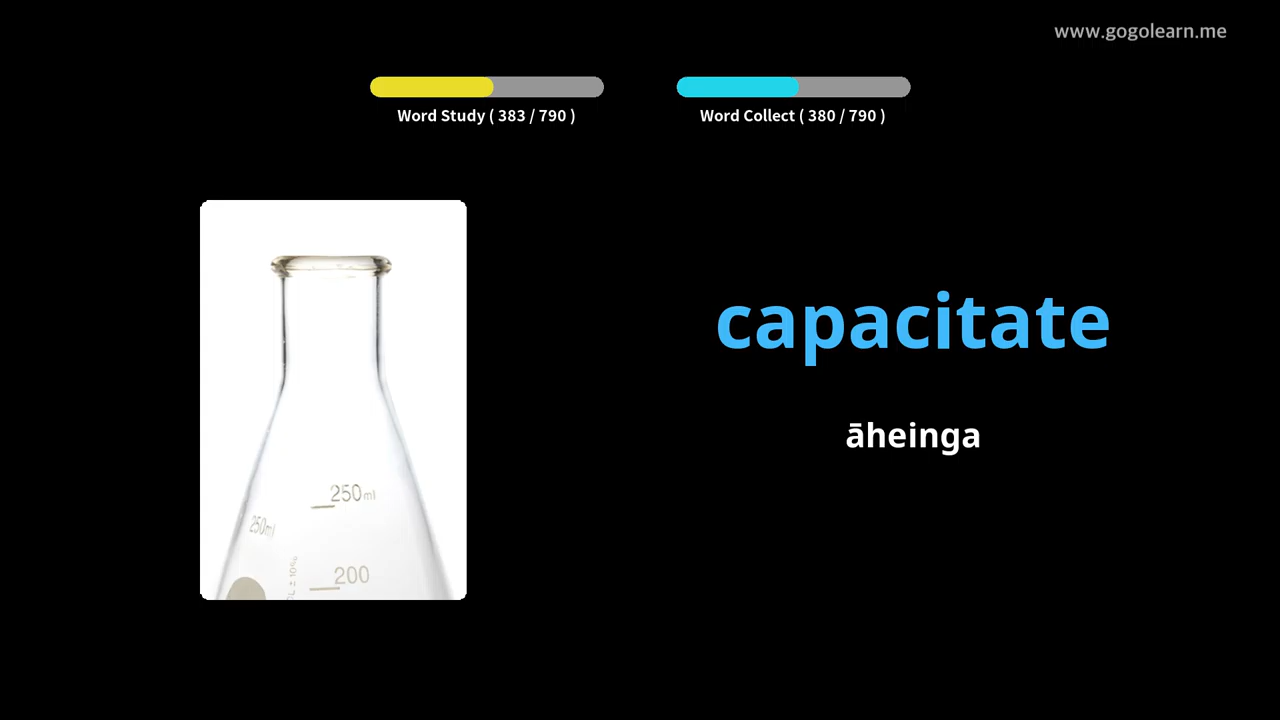 www.gogolearn.me
Word Study ( 383 / 790 )
Word Collect ( 380 / 790 )
capacitate
āheinga
250ml
250ml
200